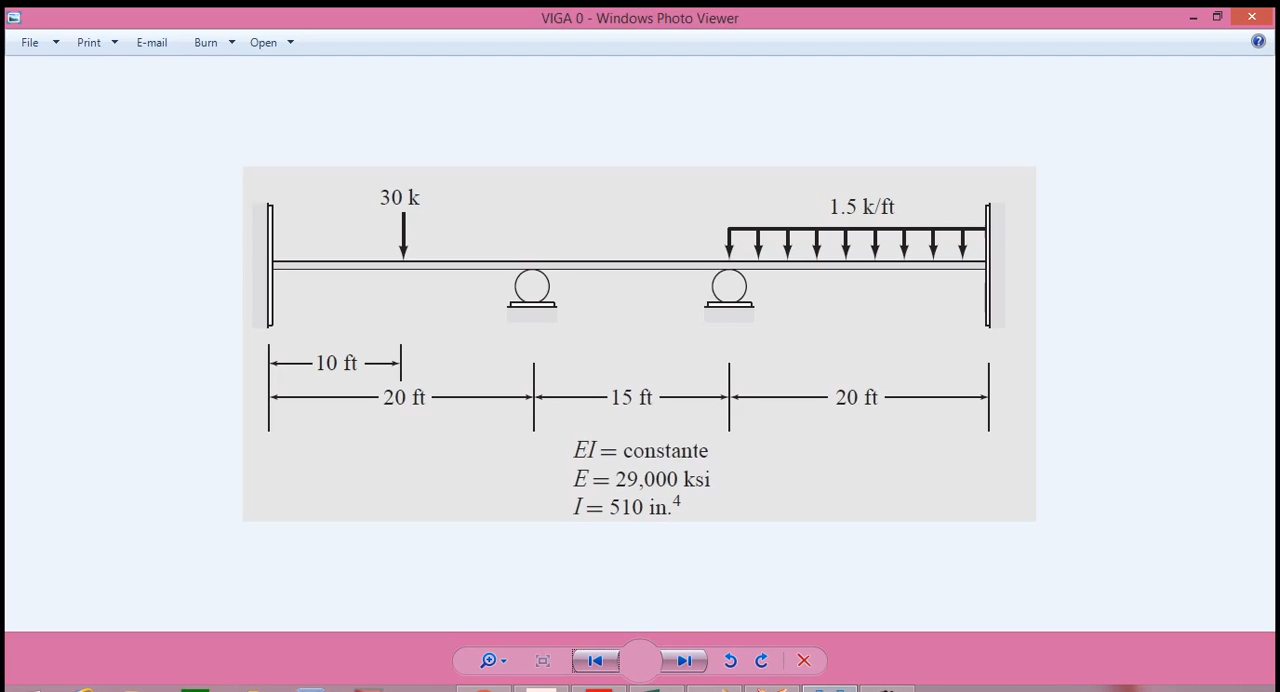 VIGA 0 - Windows Photo Viewer
File Print E-mail Burn Open
30 k
1.5 k/ft
10 ft
20 ft 15 ft 20 ft
EI = constante
E = 29,000 ksi
I = 510 in.⁴